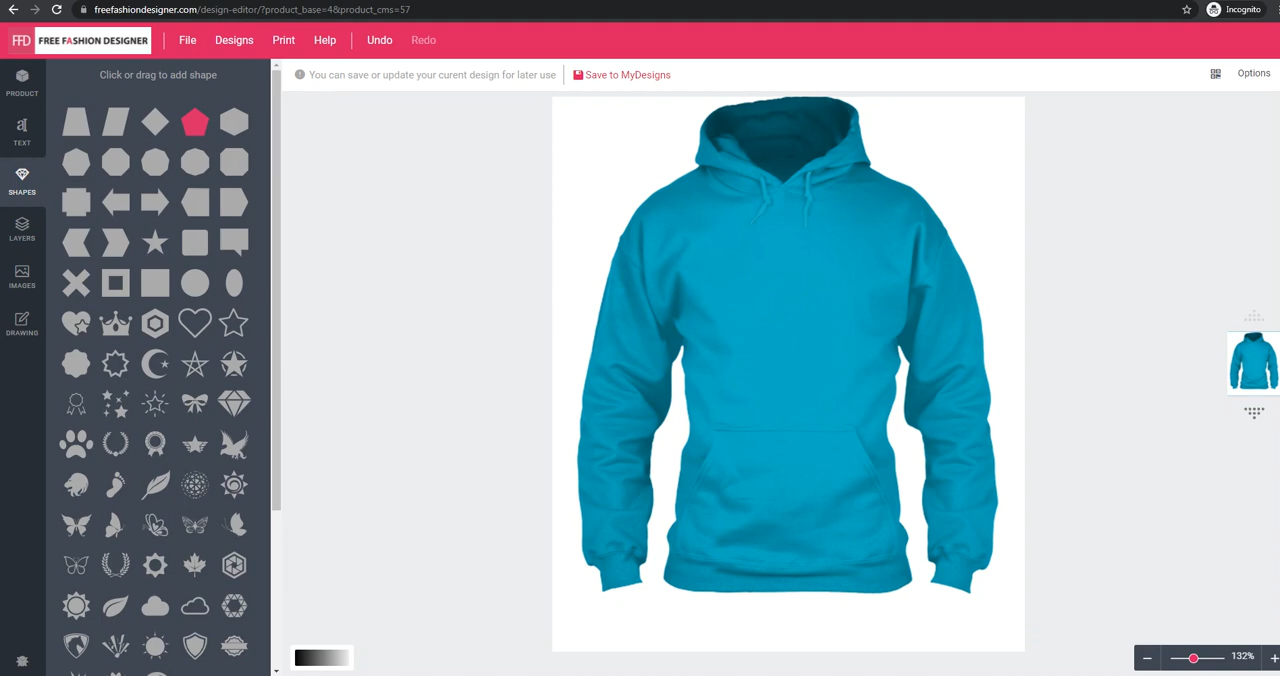 freefashiondesigner.com/design-editor/?product_base=4&product_cms=57
Incognito
FFD FREE FASHION DESIGNER
File
Designs
Print
Help
Undo
Redo
PRODUCT
TEXT
SHAPES
LAYERS
IMAGES
DRAWING
Click or drag to add shape
You can save or update your curent design for later use
Save to MyDesigns
Options
132%